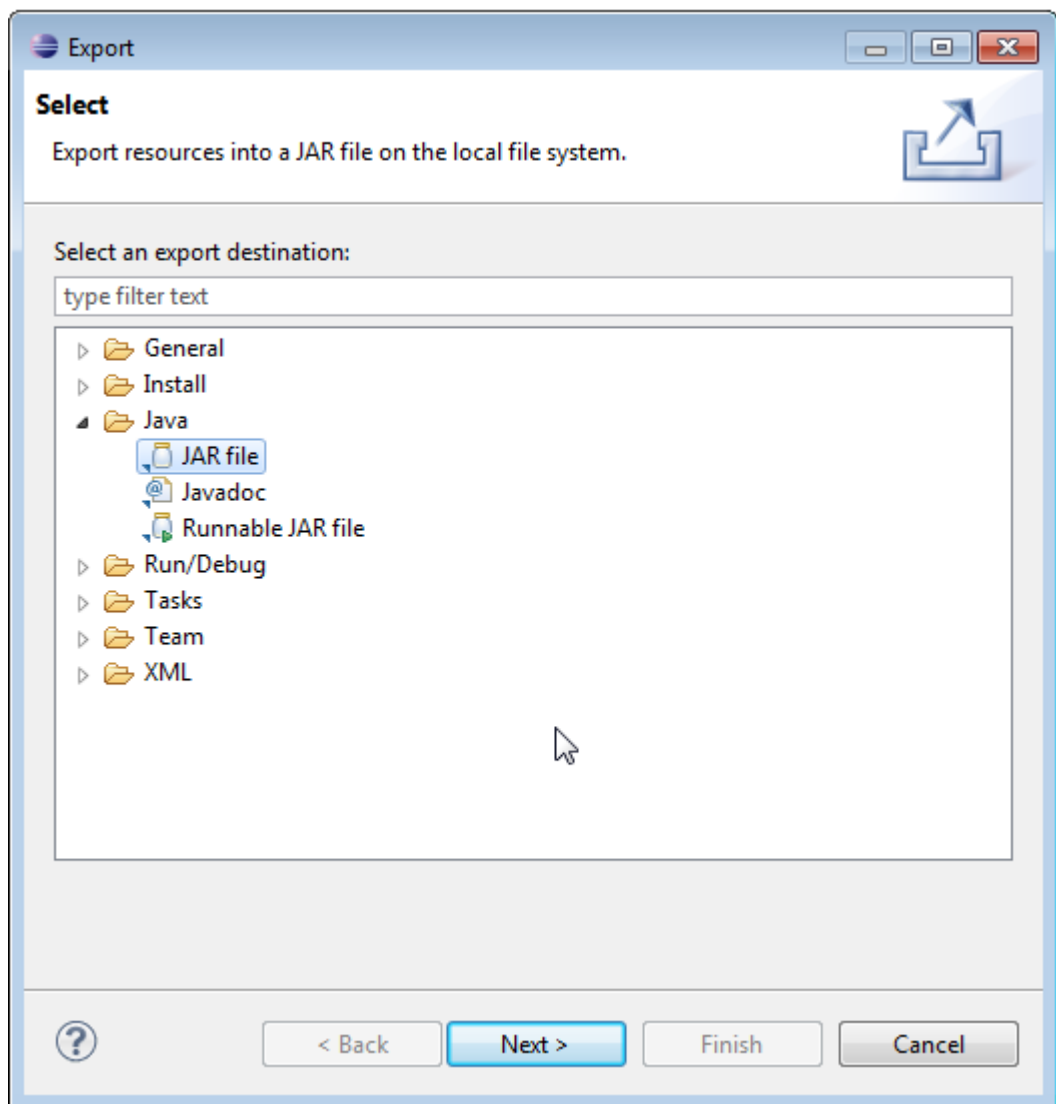 Export
Select
Export resources into a JAR file on the local file system.
Select an export destination:
type filter text
General
Install
Java
JAR file
Javadoc
Runnable JAR file
Run/Debug
Tasks
Team
XML
< Back Next > Finish Cancel